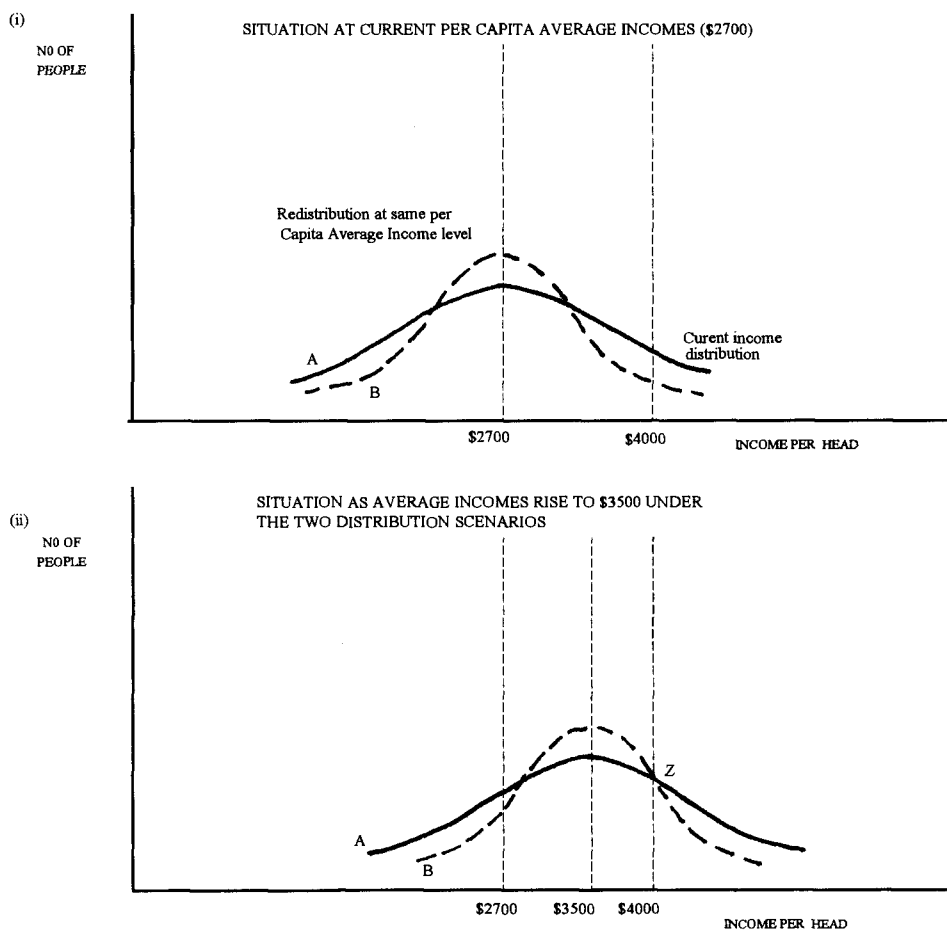 (i)
SITUATION AT CURRENT PER CAPITA AVERAGE INCOMES ($2700)
N0 OF
PEOPLE
Redistribution at same per
Capita Average Income level
Curent income
distribution
A
B
$2700
$4000
INCOME PER HEAD
(ii)
SITUATION AS AVERAGE INCOMES RISE TO $3500 UNDER
THE TWO DISTRIBUTION SCENARIOS
N0 OF
PEOPLE
Z
A
B
$2700
$3500
$4000
INCOME PER HEAD